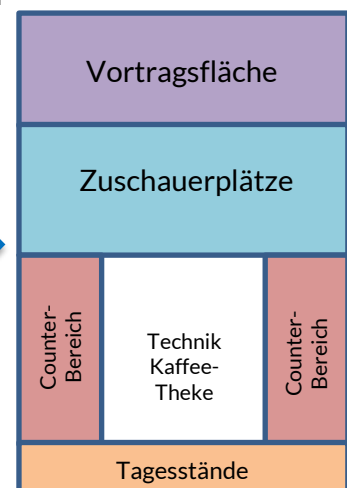 Vortragsfläche
Zuschauerplätze
Counter-
Bereich
Technik
Kaffee-
Theke
Counter-
Bereich
Tagesstände